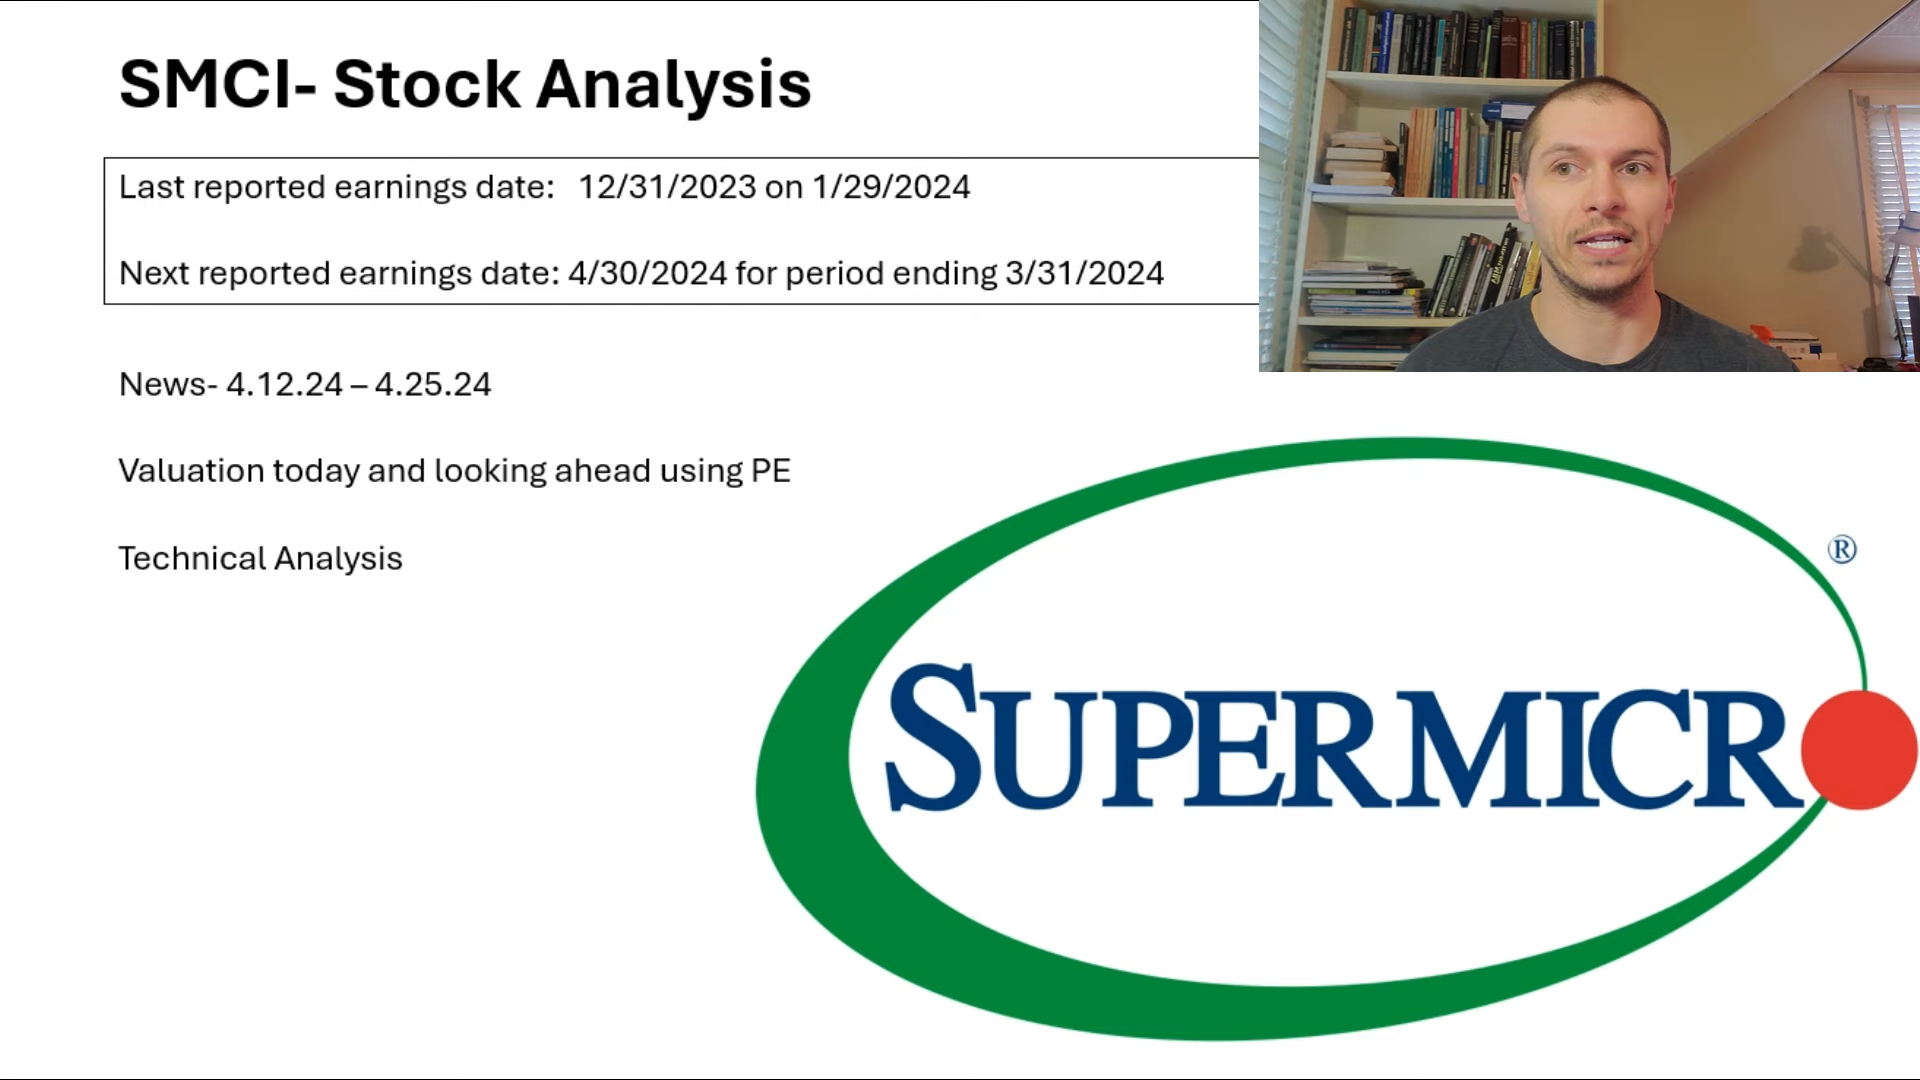 SMCI- Stock Analysis
Last reported earnings date: 12/31/2023 on 1/29/2024
Next reported earnings date: 4/30/2024 for period ending 3/31/2024
News- 4.12.24 – 4.25.24
Valuation today and looking ahead using PE
Technical Analysis
®
SUPERMICR